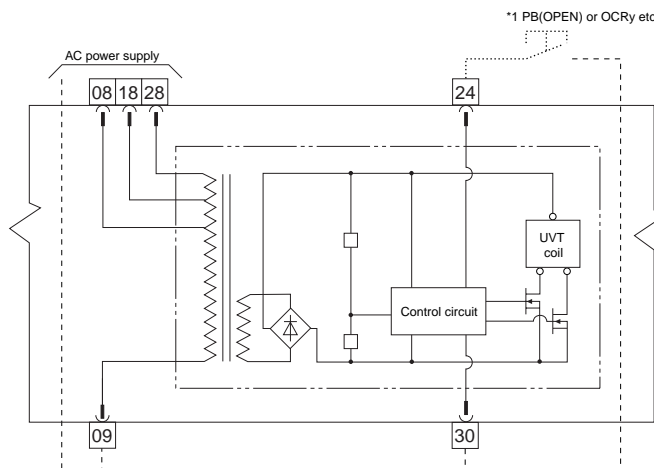 *1 PB(OPEN) or OCRy etc
AC power supply
08 18 28
24
UVT
coil
Control circuit
09
30